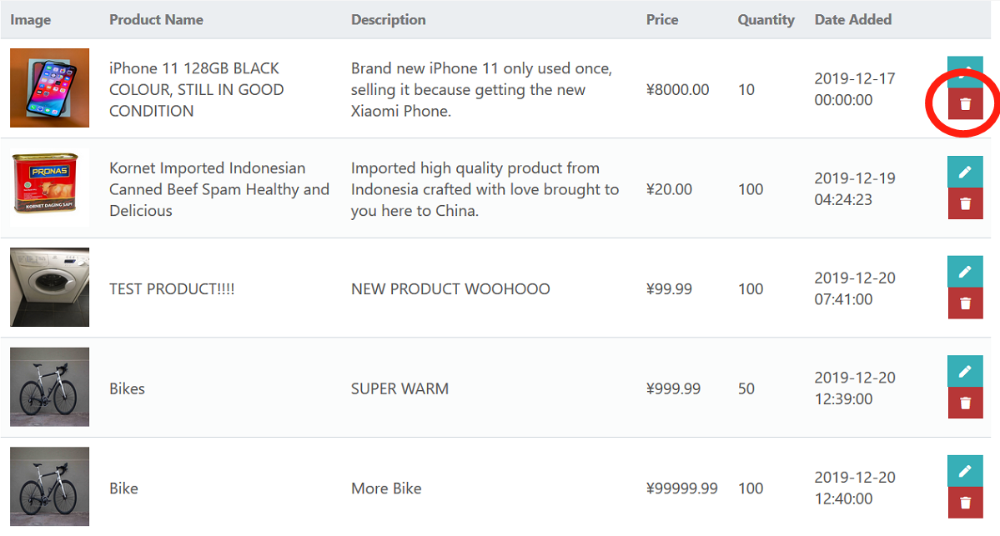 Image Product Name Description Price Quantity Date Added
iPhone 11 128GB BLACK
COLOUR, STILL IN GOOD
CONDITION
Brand new iPhone 11 only used once,
selling it because getting the new
Xiaomi Phone.
¥8000.00
10
2019-12-17
00:00:00
PRONAS
KORNET DAGING SAPI
Kornet Imported Indonesian
Canned Beef Spam Healthy and
Delicious
Imported high quality product from
Indonesia crafted with love brought to
you here to China.
¥20.00
100
2019-12-19
04:24:23
TEST PRODUCT!!!!
NEW PRODUCT WOOHOOO
¥99.99
100
2019-12-20
07:41:00
Bikes
SUPER WARM
¥999.99
50
2019-12-20
12:39:00
Bike
More Bike
¥99999.99
100
2019-12-20
12:40:00